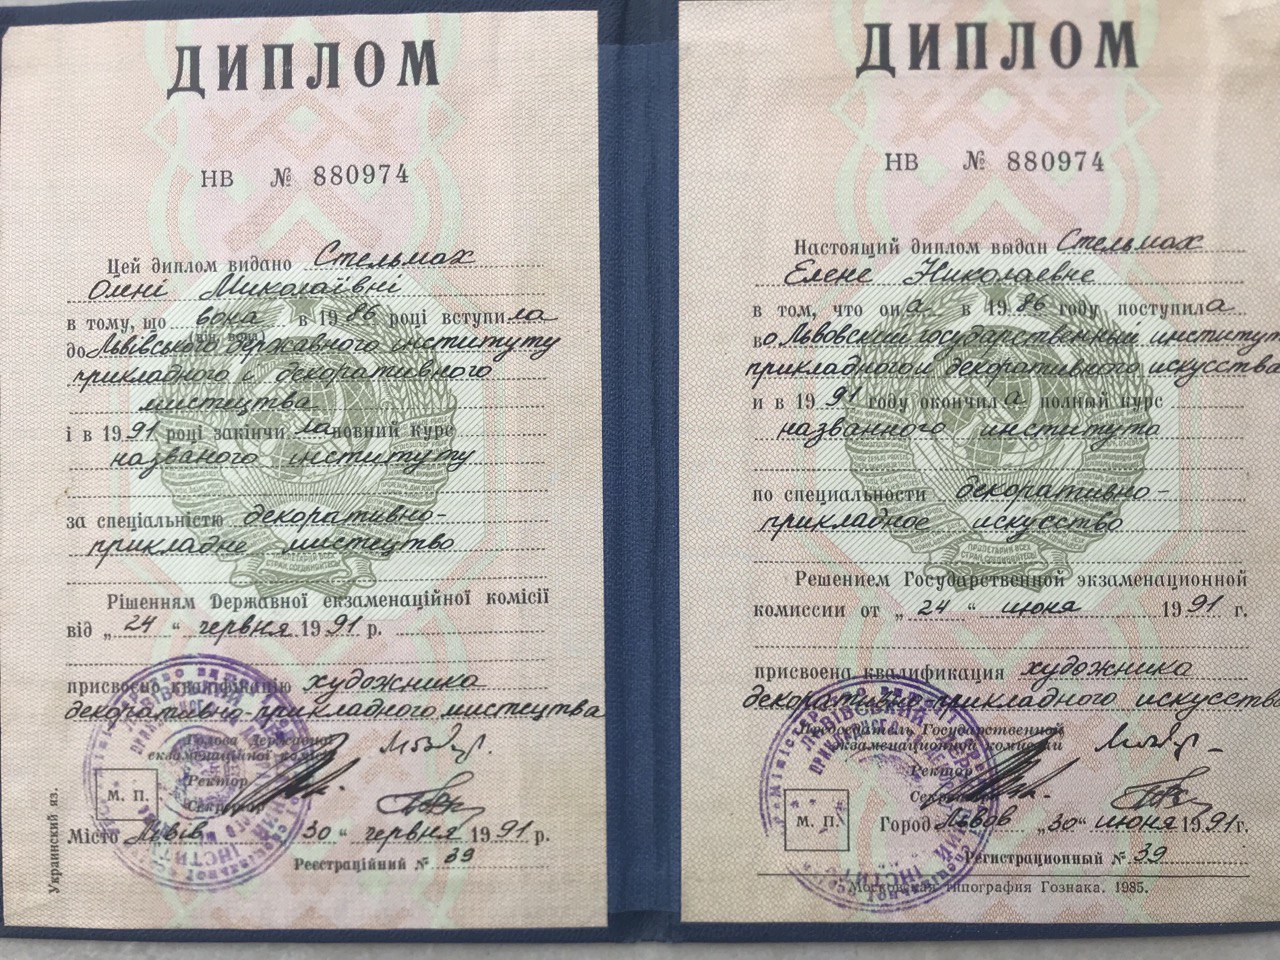 ДИПЛОМ
НВ № 880974
Цей диплом видано Стельмах
Олені Миколаївні
в тому, що вона в 1986 році вступила
до Львівського державного інституту
прикладного і декоративного
мистецтва
і в 1991 році закінчила повний курс
названого інституту
за спеціальністю декоративно-
прикладне мистецтво
Рішенням Державної екзаменаційної комісії
від „24“ червня 1991 р.
присвоєно кваліфікацію художника
декоративно-прикладного мистецтва
Голова Державної
екзаменаційної комісії
Ректор
Секретар
М. П.
Місто Львів „30“ червня 1991 р.
Реєстраційний № 39
Украинский яз.
ДИПЛОМ
НВ № 880974
Настоящий диплом выдан Стельмах
Елене Николаевне
в том, что она в 1986 году поступила
во Львовский государственный институт
прикладного и декоративного искусства
и в 1991 году окончила полный курс
названного института
по специальности декоративно-
прикладное искусство
Решением Государственной экзаменационной
комиссии от „24“ июня 1991 г.
присвоена квалификация художника
декоративно-прикладного искусства
Председатель Государственной
экзаменационной комиссии
Ректор
Секретарь
М. П.
Город Львов „30“ июня 1991 г.
Регистрационный № 39
Московская типография Гознака. 1985.